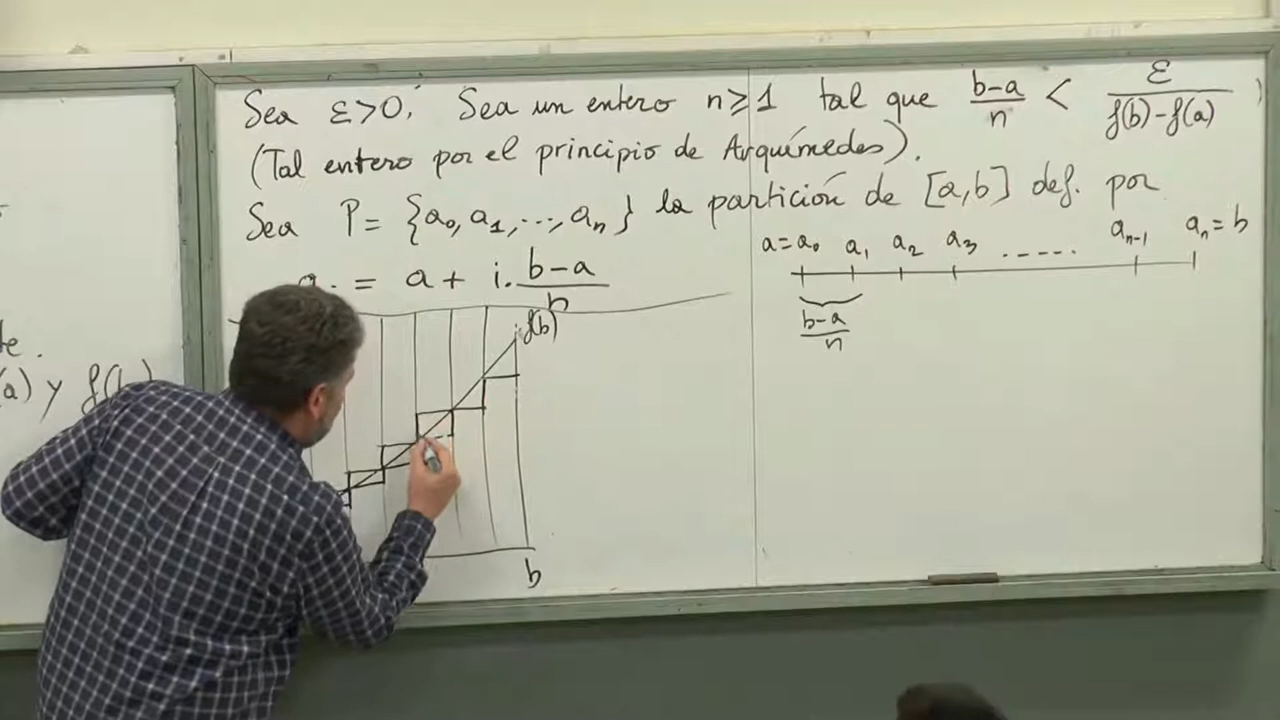 Sea ε>0, Sea un entero n≥1 tal que (b-a)/n < ε/(f(b)-f(a))
(Tal entero por el principio de Arquímedes).
Sea P = {a₀, a₁, ..., aₙ} la partición de [a,b] def. por
= a + i. (b-a)/n
a=a₀ a₁ a₂ a₃ ..... aₙ₋₁ aₙ=b
(b-a)/n
f(b)
b
te.
a) y f(